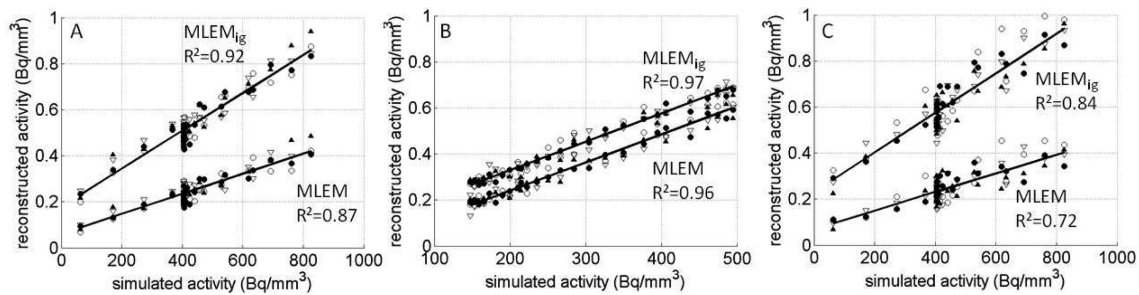 A
MLEM_ig
R²=0.92
MLEM
R²=0.87
reconstructed activity (Bq/mm³)
1
0.8
0.6
0.4
0.2
0
0 200 400 600 800 1000
simulated activity (Bq/mm³)
B
MLEM_ig
R²=0.97
MLEM
R²=0.96
reconstructed activity (Bq/mm³)
1
0.8
0.6
0.4
0.2
0
100 200 300 400 500
simulated activity (Bq/mm³)
C
MLEM_ig
R²=0.84
MLEM
R²=0.72
reconstructed activity (Bq/mm³)
1
0.8
0.6
0.4
0.2
0
0 200 400 600 800 1000
simulated activity (Bq/mm³)